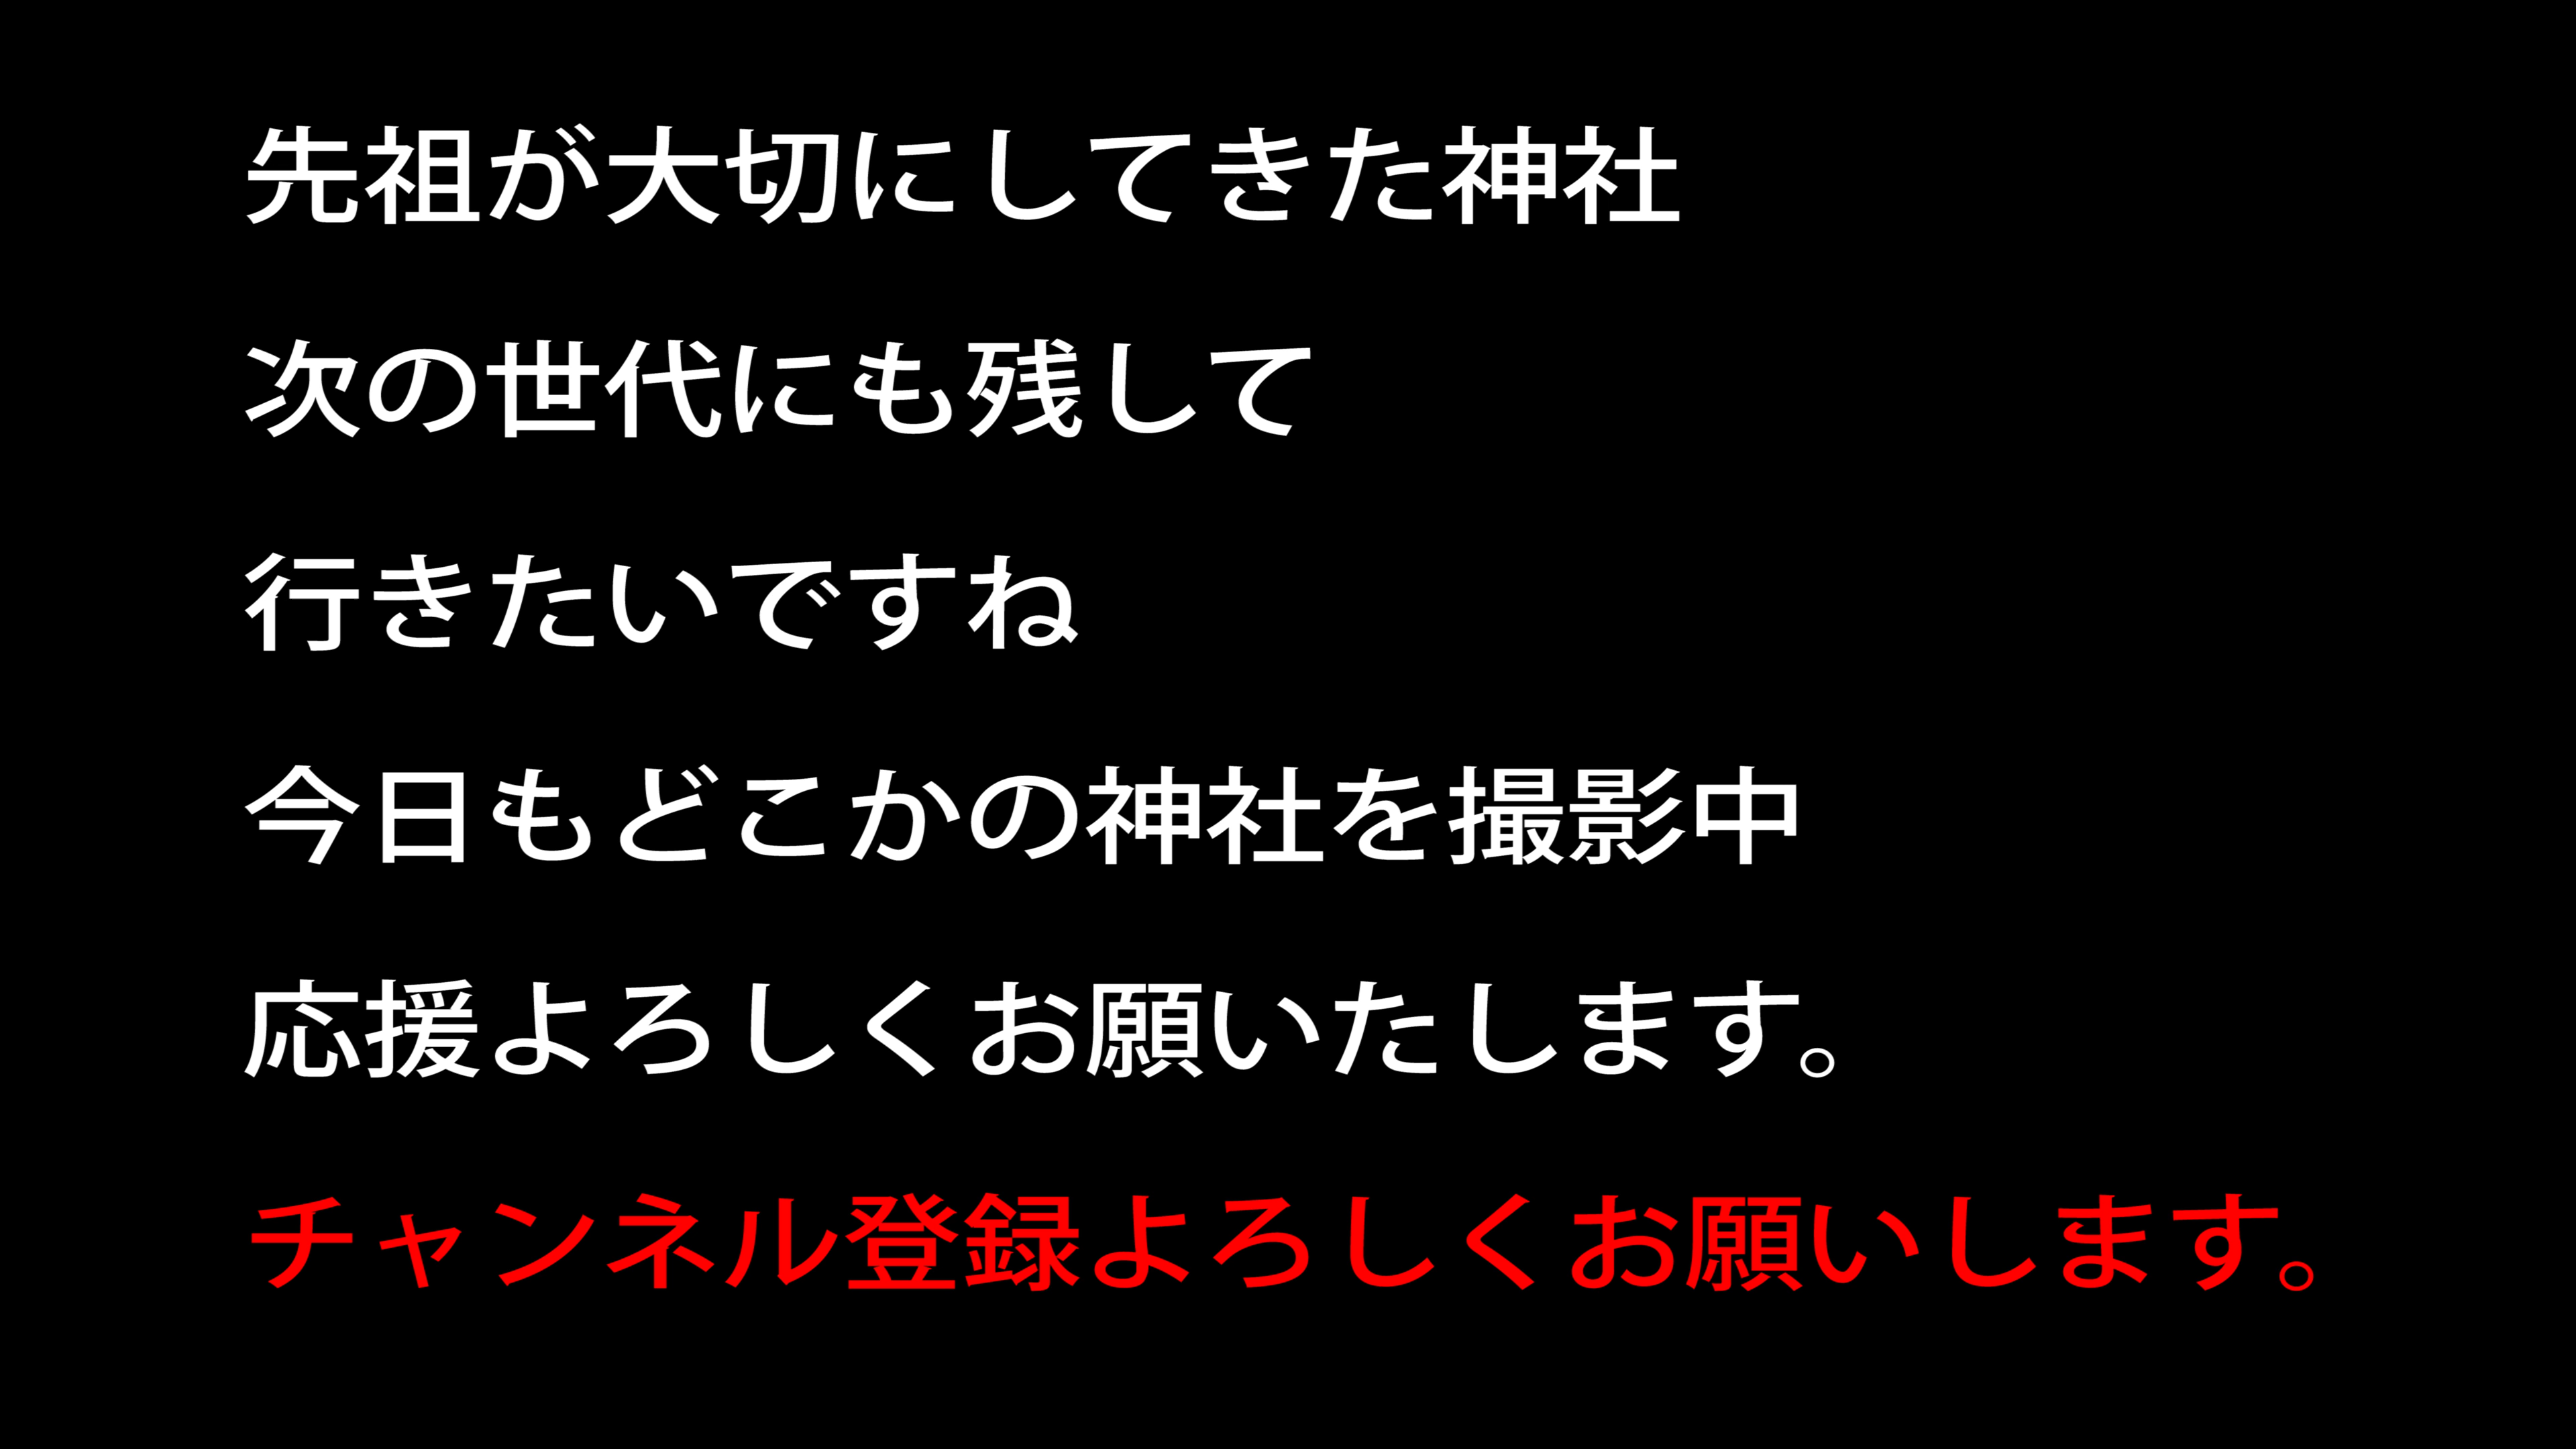 先祖が大切にしてきた神社
次の世代にも残して
行きたいですね
今日もどこかの神社を撮影中
応援よろしくお願いたします。
チャンネル登録よろしくお願いします。